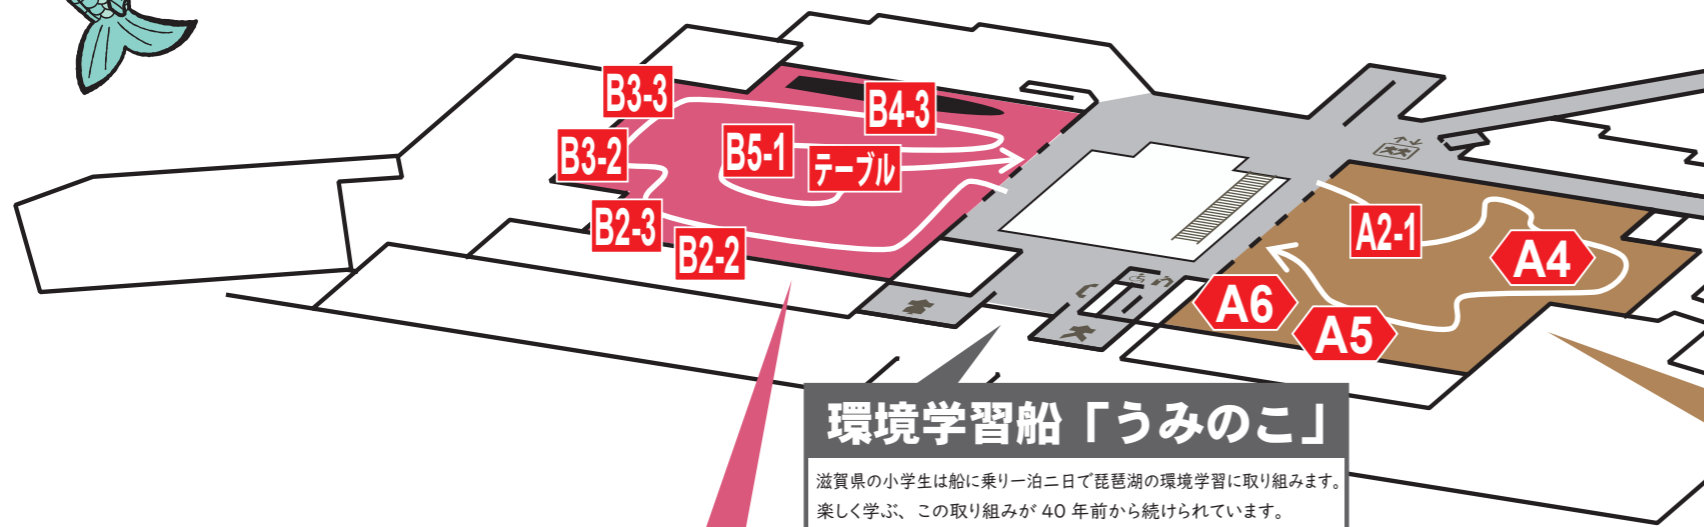 B3-3
B4-3
B3-2
B5-1
テーブル
B2-3
B2-2
A2-1
A4
A6
A5
環境学習船「うみのこ」
滋賀県の小学生は船に乗り一泊二日で琵琶湖の環境学習に取り組みます。
楽しく学ぶ、この取り組みが 40 年前から続けられています。